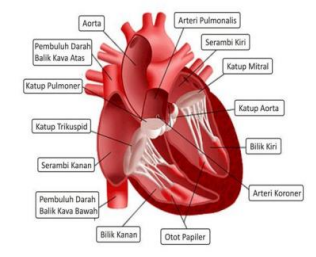 Aorta
Arteri Pulmonalis
Pembuluh Darah
Balik Kava Atas
Serambi Kiri
Katup Mitral
Katup Pulmoner
Katup Aorta
Katup Trikuspid
Bilik Kiri
Serambi Kanan
Arteri Koroner
Pembuluh Darah
Balik Kava Bawah
Bilik Kanan
Otot Papiler